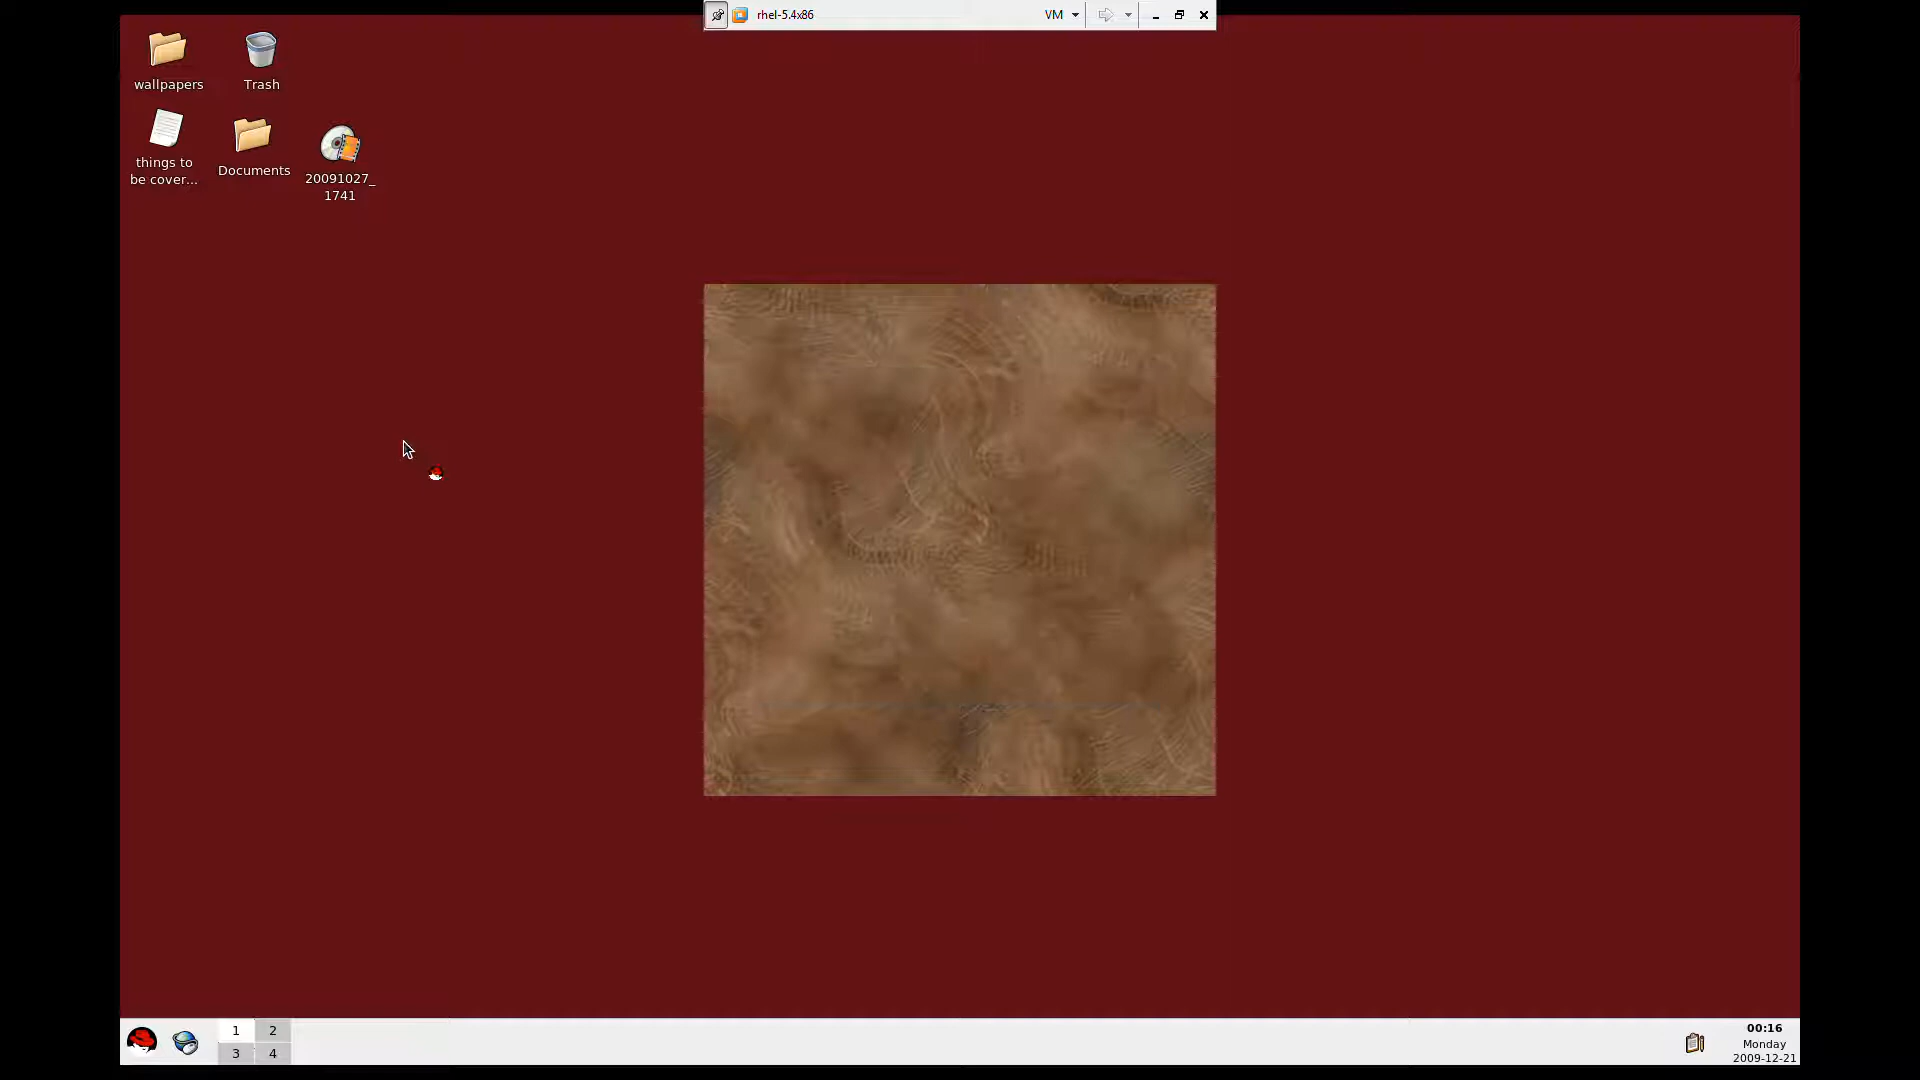 rhel-5.4x86
VM
wallpapers
Trash
things to
be cover...
Documents
20091027_
1741
1
2
3
4
00:16
Monday
2009-12-21